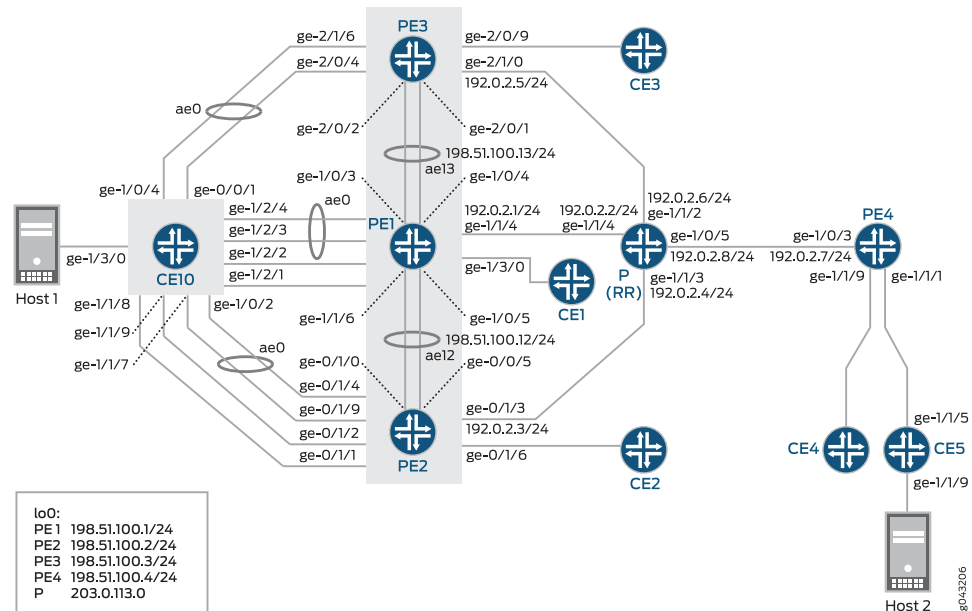 PE3
ge-2/1/6
ge-2/0/9
ge-2/0/4
ge-2/1/0
192.0.2.5/24
CE3
ae0
ge-2/0/2
ge-2/0/1
198.51.100.13/24
ae13
ge-1/0/3
ge-1/0/4
ge-1/0/4
ge-0/0/1
ae0
192.0.2.6/24
ge-1/1/2
ge-1/2/4
ge-1/2/3
ge-1/2/2
ge-1/2/1
PE1
192.0.2.1/24
ge-1/1/4
192.0.2.2/24
ge-1/1/4
PE4
ge-1/0/5
192.0.2.8/24
ge-1/0/3
192.0.2.7/24
ge-1/3/0
Host 1
CE10
ge-1/3/0
CE1
P
(RR)
ge-1/1/3
192.0.2.4/24
ge-1/1/9
ge-1/1/1
ge-1/1/8
ge-1/1/9
ge-1/1/7
ge-1/0/2
ge-1/1/6
ge-1/0/5
198.51.100.12/24
ae12
ae0
ge-0/1/0
ge-0/0/5
ge-0/1/4
ge-0/1/9
ge-0/1/2
ge-0/1/1
PE2
ge-0/1/3
192.0.2.3/24
ge-0/1/6
CE2
CE4
CE5
ge-1/1/5
ge-1/1/9
Host 2
lo0:
PE1 198.51.100.1/24
PE2 198.51.100.2/24
PE3 198.51.100.3/24
PE4 198.51.100.4/24
P 203.0.113.0
g043206